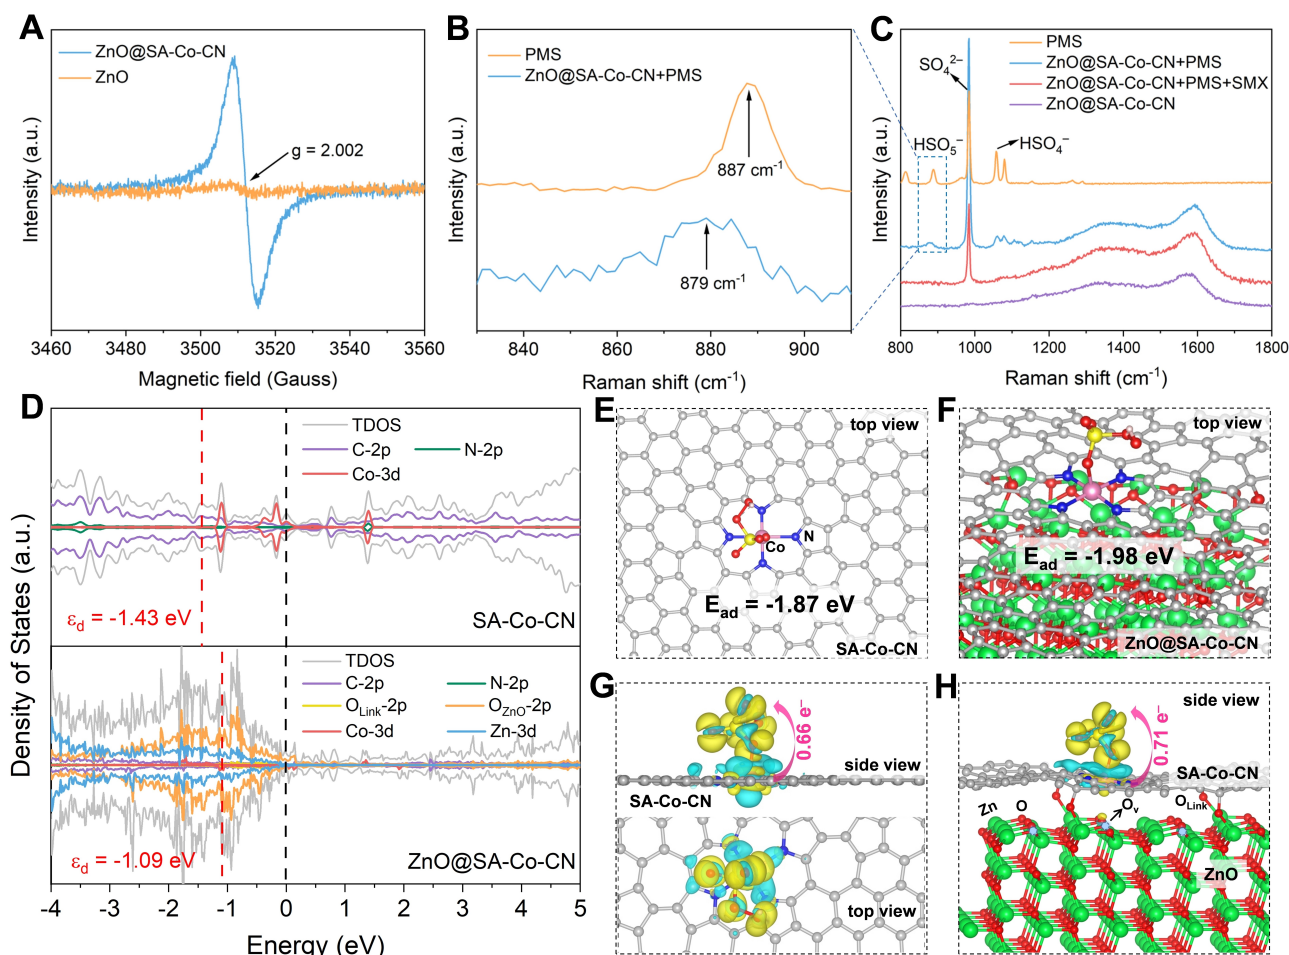 A
ZnO@SA-Co-CN
ZnO
g = 2.002
Intensity (a.u.)
3460 3480 3500 3520 3540 3560
Magnetic field (Gauss)
B
PMS
ZnO@SA-Co-CN+PMS
887 cm⁻¹
879 cm⁻¹
Intensity (a.u.)
840 860 880 900
Raman shift (cm⁻¹)
C
PMS
ZnO@SA-Co-CN+PMS
ZnO@SA-Co-CN+PMS+SMX
ZnO@SA-Co-CN
SO₄²⁻
HSO₅⁻
HSO₄⁻
Intensity (a.u.)
800 1000 1200 1400 1600 1800
Raman shift (cm⁻¹)
D
TDOS
C-2p N-2p
Co-3d
εd = -1.43 eV
SA-Co-CN
TDOS
C-2p N-2p
OLink-2p OZnO-2p
Co-3d Zn-3d
εd = -1.09 eV
ZnO@SA-Co-CN
Density of States (a.u.)
-4 -3 -2 -1 0 1 2 3 4 5
Energy (eV)
E
top view
N
Co
Ead = -1.87 eV
SA-Co-CN
F
top view
Ead = -1.98 eV
ZnO@SA-Co-CN
G
0.66 e⁻
side view
SA-Co-CN
top view
H
side view
0.71 e⁻
SA-Co-CN
Zn O Ov OLink
ZnO